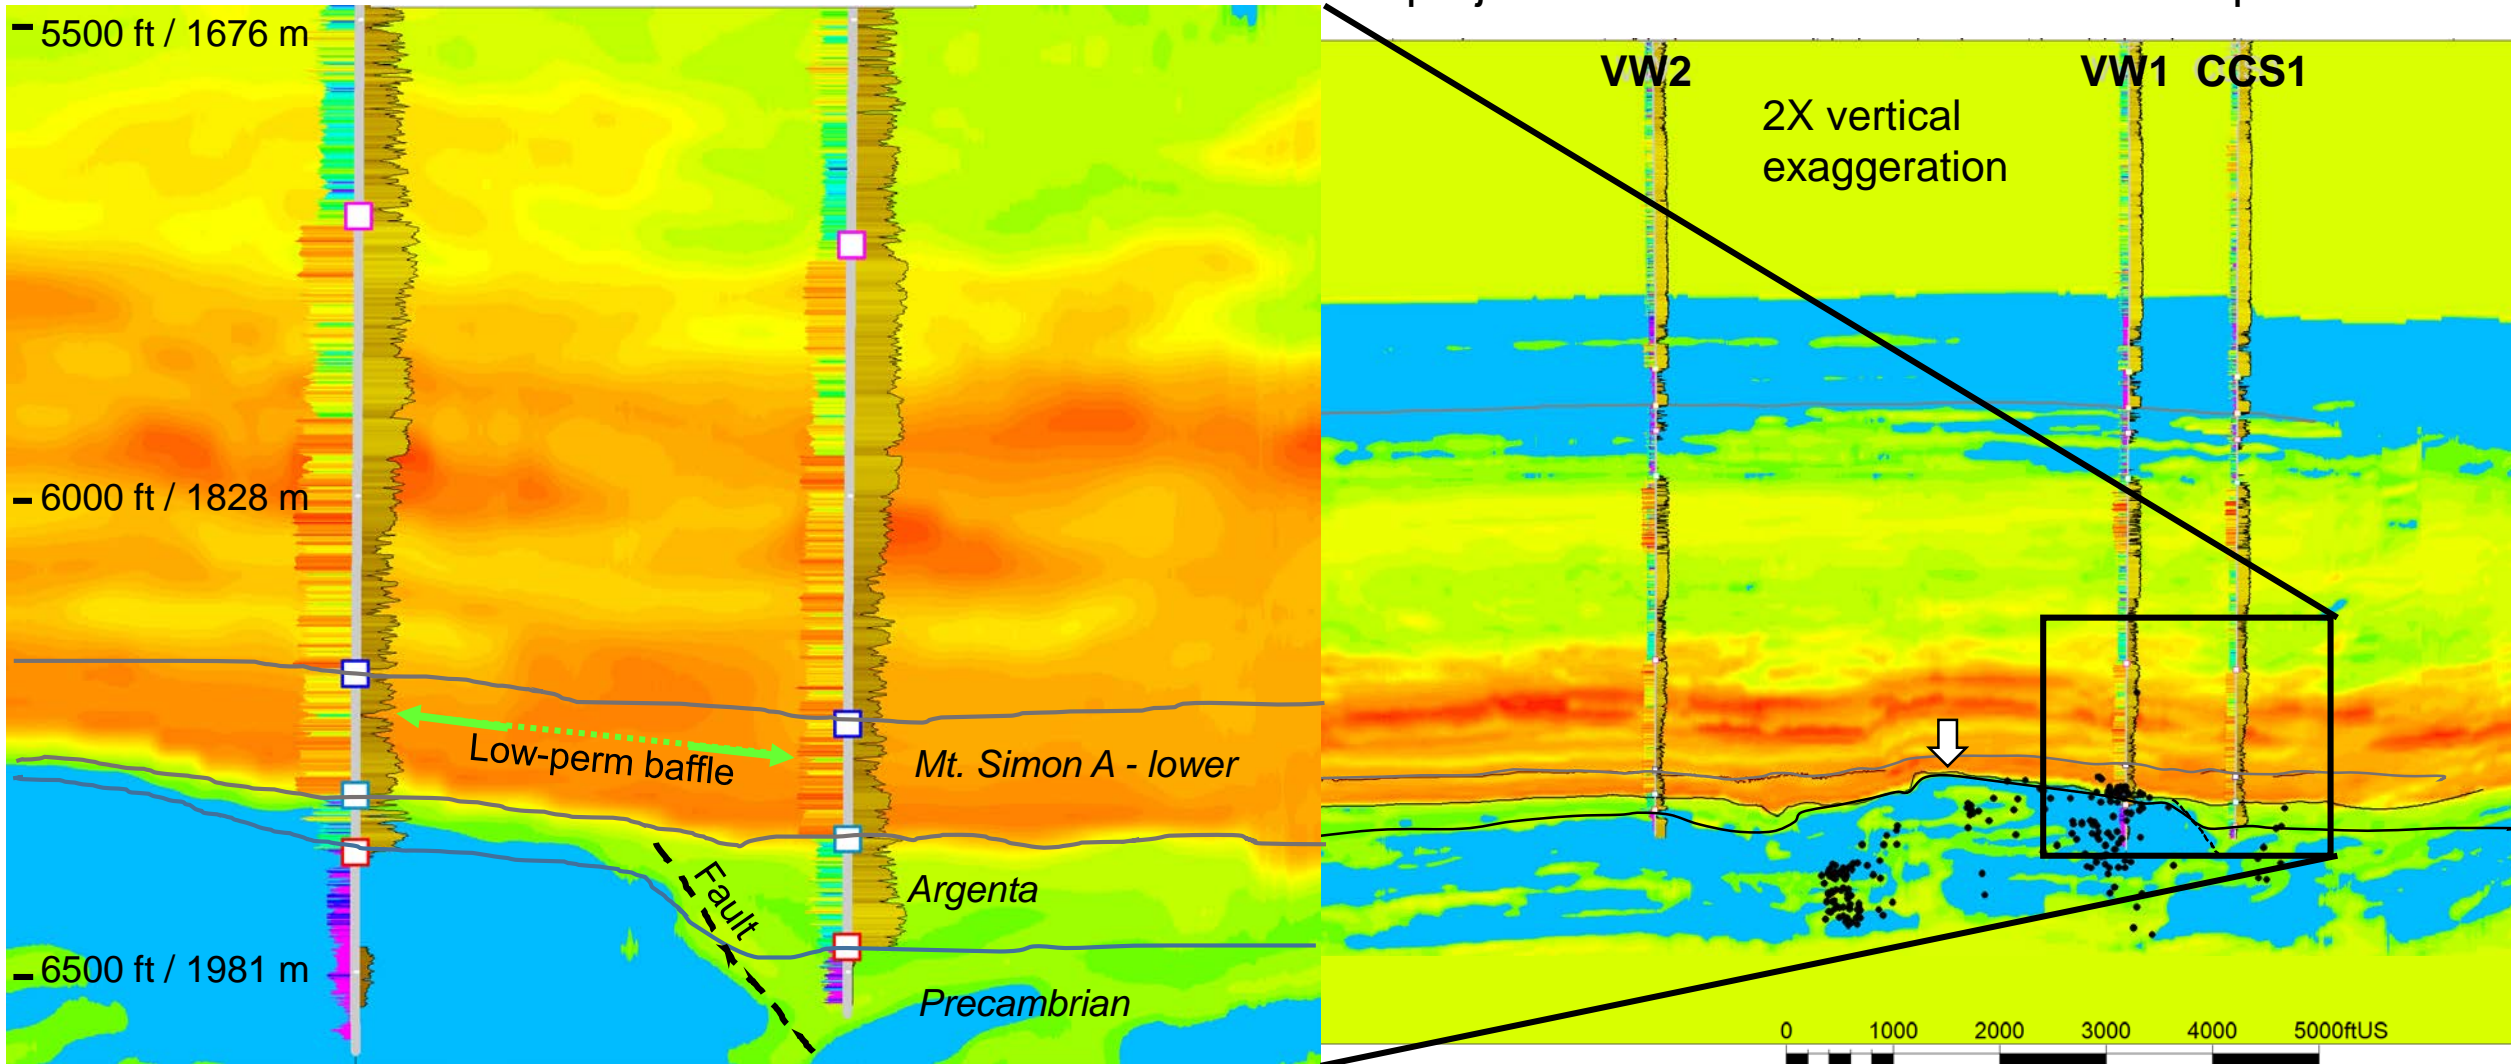 5500 ft / 1676 m
6000 ft / 1828 m
Low-perm baffle
Mt. Simon A - lower
Fault
Argenta
6500 ft / 1981 m
Precambrian
VW2
VW1 CCS1
2X vertical
exaggeration
0 1000 2000 3000 4000 5000ftUS